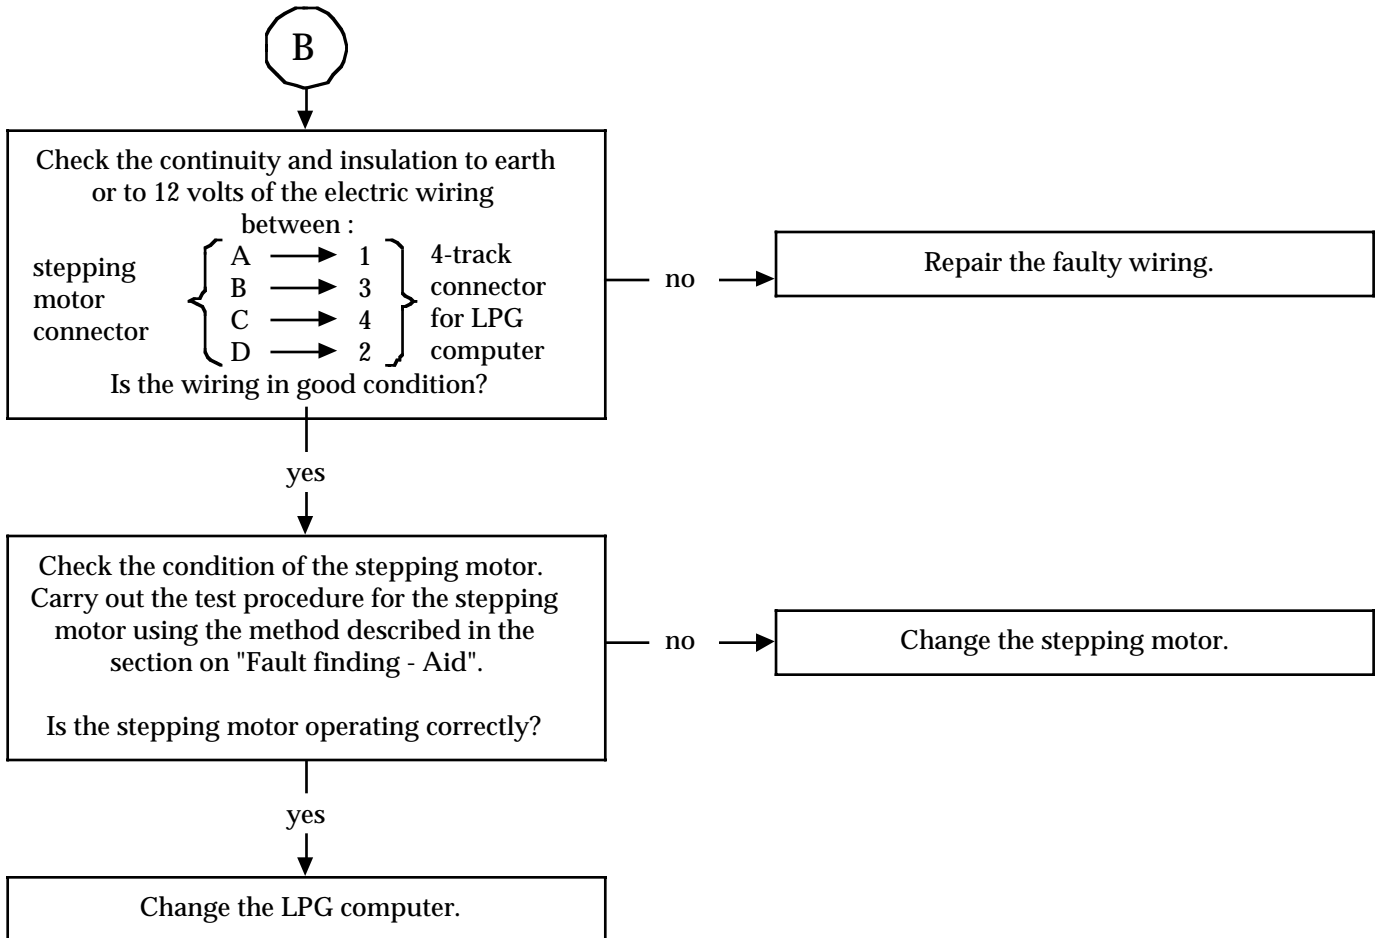 B
Check the continuity and insulation to earth
or to 12 volts of the electric wiring
between :
stepping
motor
connector
A 1
B 3
C 4
D 2
4-track
connector
for LPG
computer
Is the wiring in good condition?
no
Repair the faulty wiring.
yes
Check the condition of the stepping motor.
Carry out the test procedure for the stepping
motor using the method described in the
section on "Fault finding - Aid".
Is the stepping motor operating correctly?
no
Change the stepping motor.
yes
Change the LPG computer.